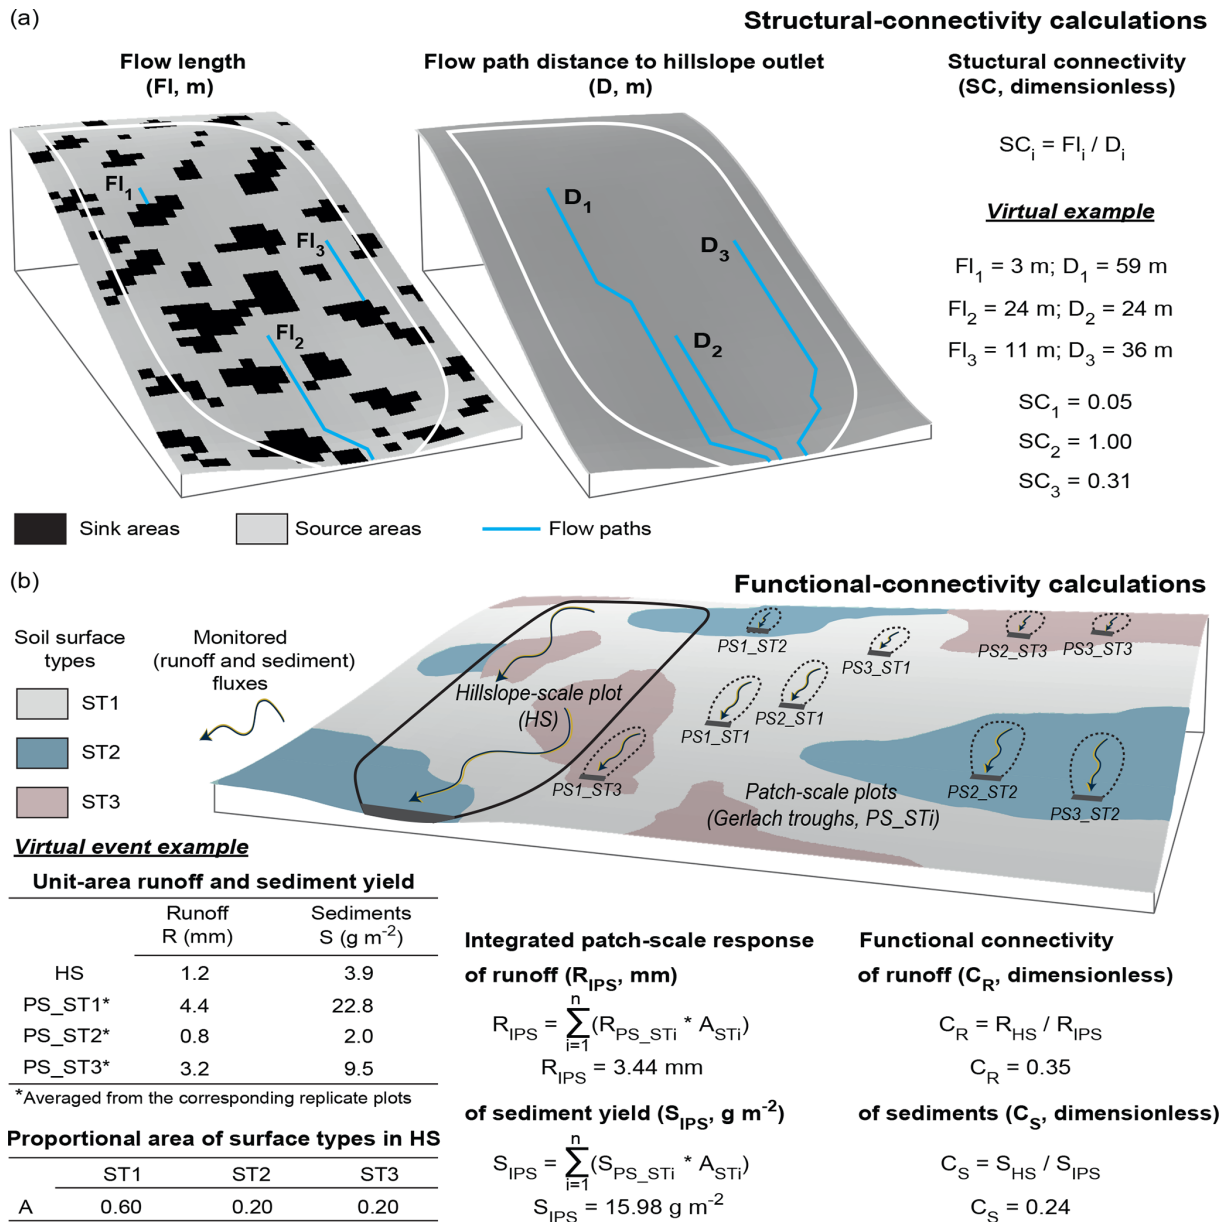 (a)
Structural-connectivity calculations
Flow length
(Fl, m)
Flow path distance to hillslope outlet
(D, m)
Stuctural connectivity
(SC, dimensionless)
SCi = Fli / Di
Virtual example
Fl1 = 3 m; D1 = 59 m
Fl2 = 24 m; D2 = 24 m
Fl3 = 11 m; D3 = 36 m
SC1 = 0.05
SC2 = 1.00
SC3 = 0.31
Fl1
Fl3
Fl2
D1
D3
D2
Sink areas
Source areas
Flow paths
(b)
Functional-connectivity calculations
Soil surface
types
ST1
ST2
ST3
Monitored
(runoff and sediment)
fluxes
Hillslope-scale plot
(HS)
PS1_ST2
PS3_ST1
PS2_ST3
PS3_ST3
PS1_ST1
PS2_ST1
PS1_ST3
PS2_ST2
PS3_ST2
Patch-scale plots
(Gerlach troughs, PS_STi)
Virtual event example
Unit-area runoff and sediment yield
Runoff Sediments
R (mm) S (g m-2)
HS 1.2 3.9
PS_ST1* 4.4 22.8
PS_ST2* 0.8 2.0
PS_ST3* 3.2 9.5
*Averaged from the corresponding replicate plots
Proportional area of surface types in HS
ST1 ST2 ST3
A 0.60 0.20 0.20
Integrated patch-scale response
of runoff (RIPS, mm)
n
RIPS = ∑(RPS_STi * ASTi)
i=1
RIPS = 3.44 mm
of sediment yield (SIPS, g m-2)
n
SIPS = ∑(SPS_STi * ASTi)
i=1
SIPS = 15.98 g m-2
Functional connectivity
of runoff (CR, dimensionless)
CR = RHS / RIPS
CR = 0.35
of sediments (CS, dimensionless)
CS = SHS / SIPS
CS = 0.24